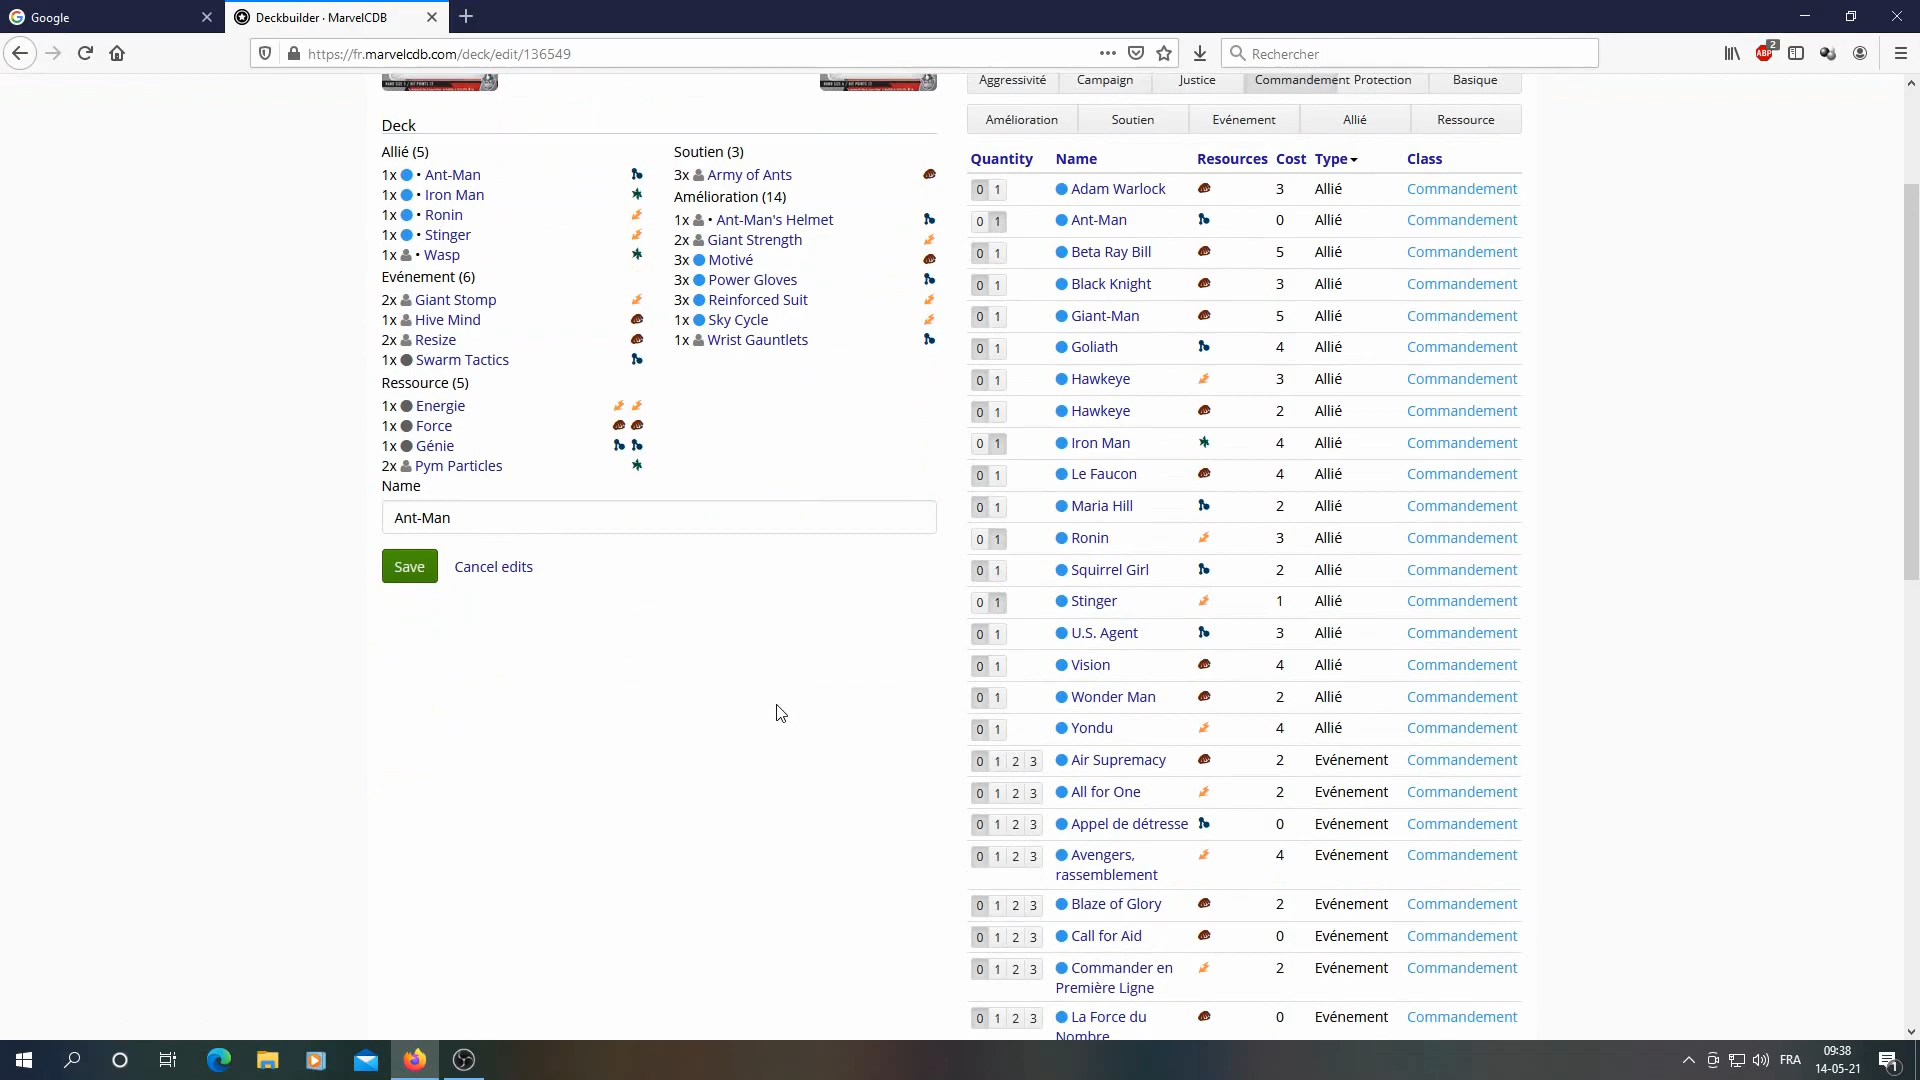 Google
Deckbuilder · MarvelCDB
https://fr.marvelcdb.com/deck/edit/136549
Rechercher
ABP
2
Aggressivité Campaign Justice Commandement Protection Basique
Amélioration Soutien Evénement Allié Ressource
Deck
Allié (5)
1x • Ant-Man
1x • Iron Man
1x • Ronin
1x • Stinger
1x • Wasp
Evénement (6)
2x Giant Stomp
1x Hive Mind
2x Resize
1x Swarm Tactics
Ressource (5)
1x Energie
1x Force
1x Génie
2x Pym Particles
Soutien (3)
3x Army of Ants
Amélioration (14)
1x • Ant-Man's Helmet
2x Giant Strength
3x Motivé
3x Power Gloves
3x Reinforced Suit
1x Sky Cycle
1x Wrist Gauntlets
Name
Ant-Man
Save Cancel edits
Quantity Name Resources Cost Type Class
0 1 Adam Warlock 3 Allié Commandement
0 1 Ant-Man 0 Allié Commandement
0 1 Beta Ray Bill 5 Allié Commandement
0 1 Black Knight 3 Allié Commandement
0 1 Giant-Man 5 Allié Commandement
0 1 Goliath 4 Allié Commandement
0 1 Hawkeye 3 Allié Commandement
0 1 Hawkeye 2 Allié Commandement
0 1 Iron Man 4 Allié Commandement
0 1 Le Faucon 4 Allié Commandement
0 1 Maria Hill 2 Allié Commandement
0 1 Ronin 3 Allié Commandement
0 1 Squirrel Girl 2 Allié Commandement
0 1 Stinger 1 Allié Commandement
0 1 U.S. Agent 3 Allié Commandement
0 1 Vision 4 Allié Commandement
0 1 Wonder Man 2 Allié Commandement
0 1 Yondu 4 Allié Commandement
0 1 2 3 Air Supremacy 2 Evénement Commandement
0 1 2 3 All for One 2 Evénement Commandement
0 1 2 3 Appel de détresse 0 Evénement Commandement
0 1 2 3 Avengers, 4 Evénement Commandement
rassemblement
0 1 2 3 Blaze of Glory 2 Evénement Commandement
0 1 2 3 Call for Aid 0 Evénement Commandement
0 1 2 3 Commander en 2 Evénement Commandement
Première Ligne
0 1 2 3 La Force du 0 Evénement Commandement
Nombre
FRA
09:38
14-05-21
1